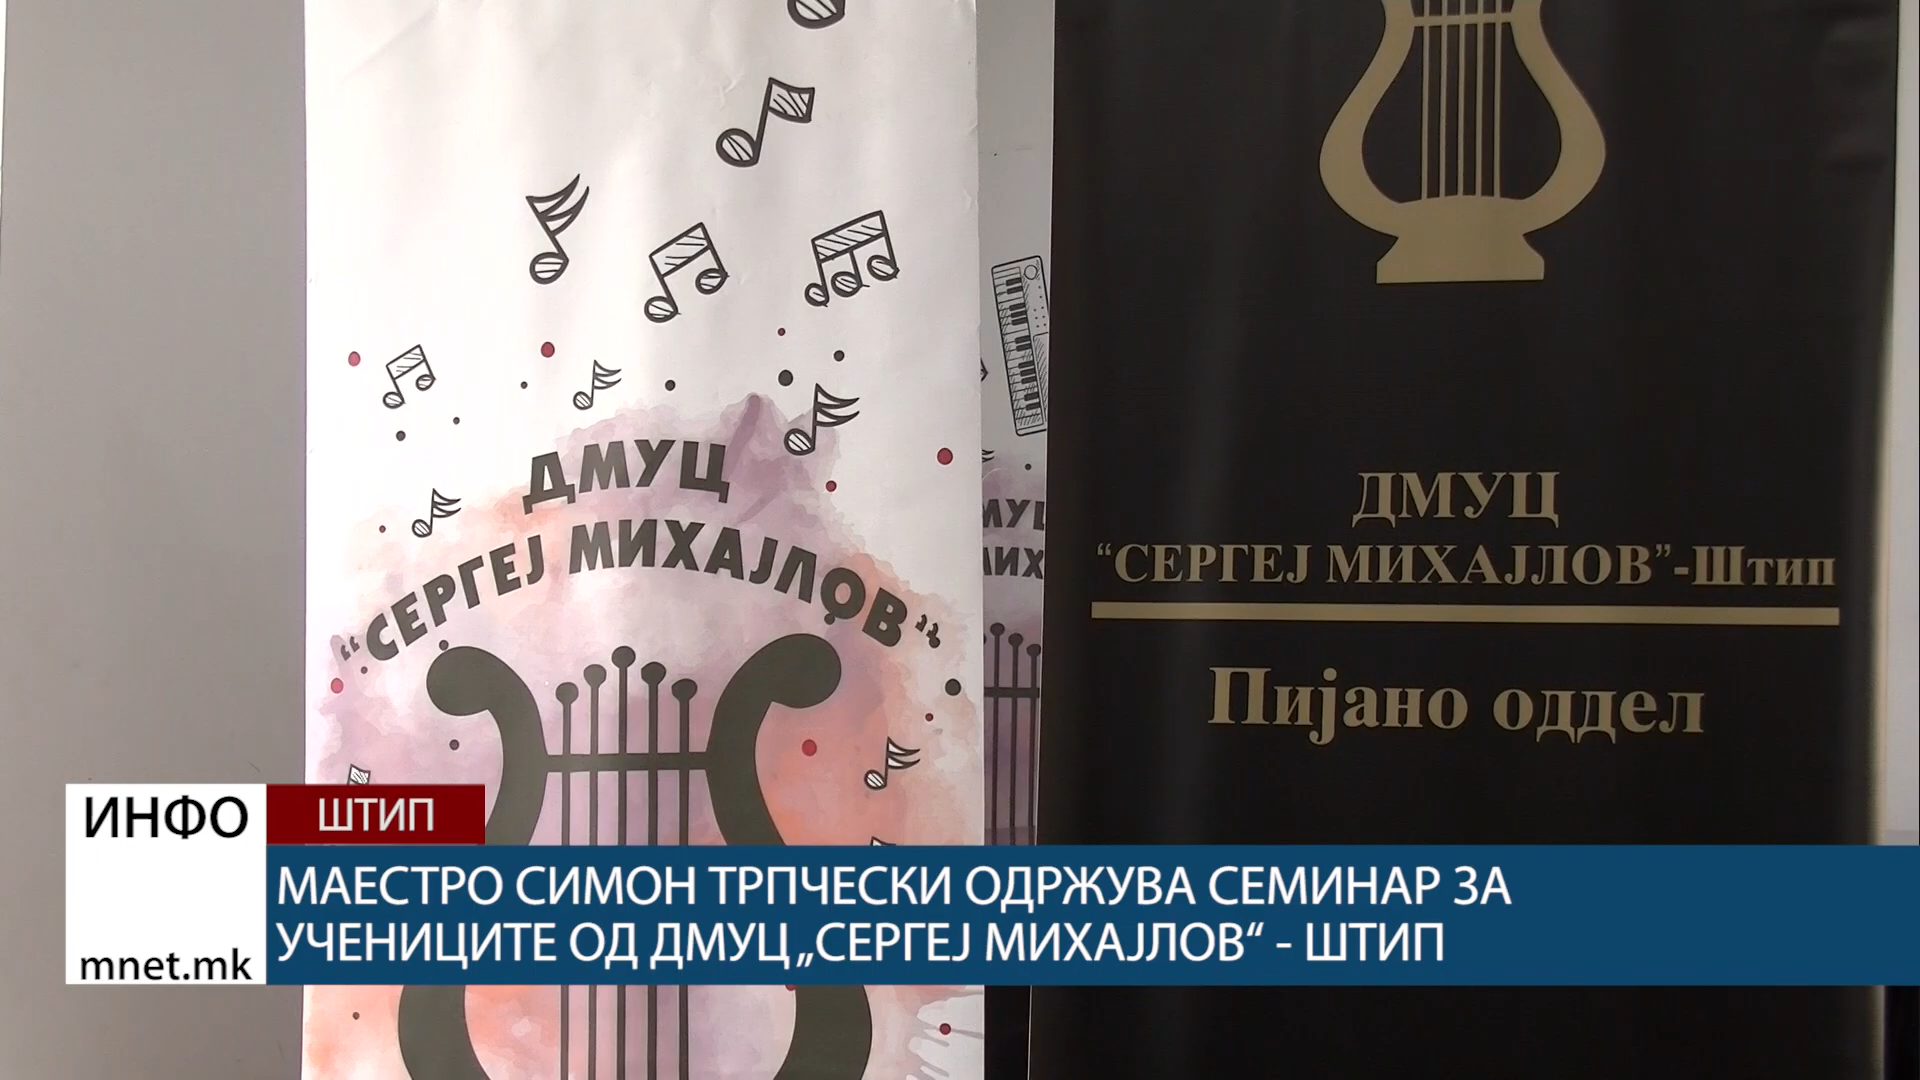 ДМУЦ
“СЕРГЕЈ МИХАЈЛОВ“
ДМУЦ
“СЕРГЕЈ МИХАЈЛОВ”-Штип
Пијано оддел
ИНФО
ШТИП
МАЕСТРО СИМОН ТРПЧЕСКИ ОДРЖУВА СЕМИНАР ЗА
УЧЕНИЦИТЕ ОД ДМУЦ „СЕРГЕЈ МИХАЈЛОВ“ - ШТИП
mnet.mk